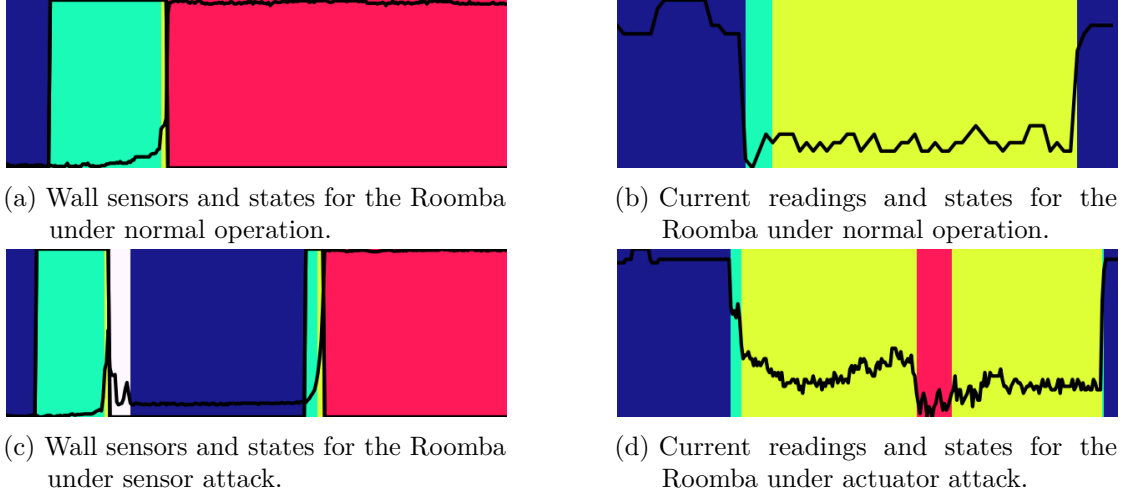 (a) Wall sensors and states for the Roomba
under normal operation.
(b) Current readings and states for the
Roomba under normal operation.
(c) Wall sensors and states for the Roomba
under sensor attack.
(d) Current readings and states for the
Roomba under actuator attack.